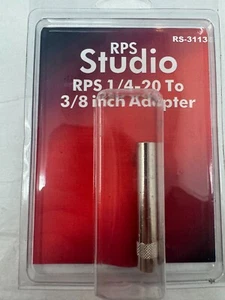 RPS
RS-3113
Studio
RPS 1/4-20 To
3/8 inch Adapter